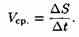 Vср. = ΔS / Δt.